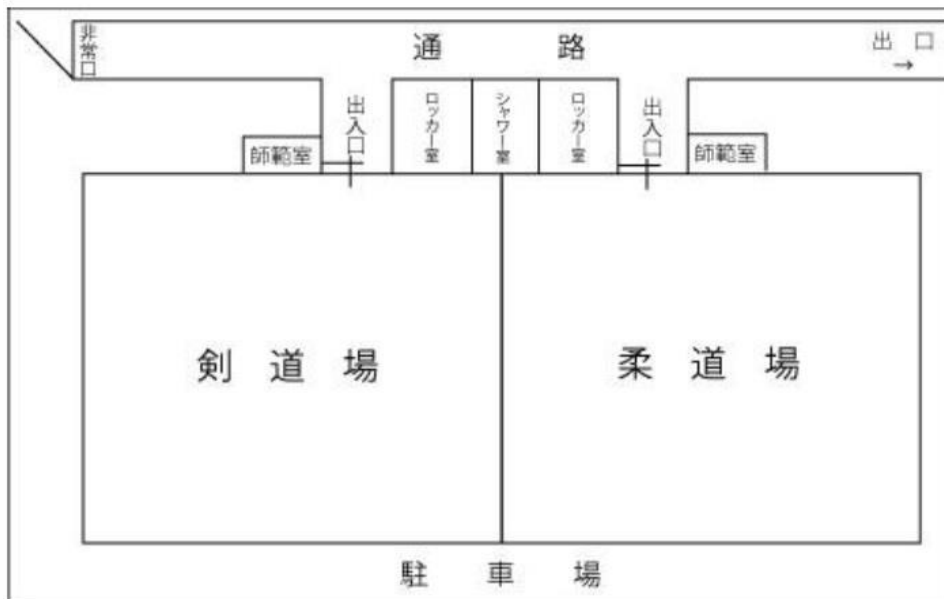 非常口
通路
出口
→
出入口
ロッカー室
シャワー室
ロッカー室
出入口
師範室
師範室
剣道場
柔道場
駐車場